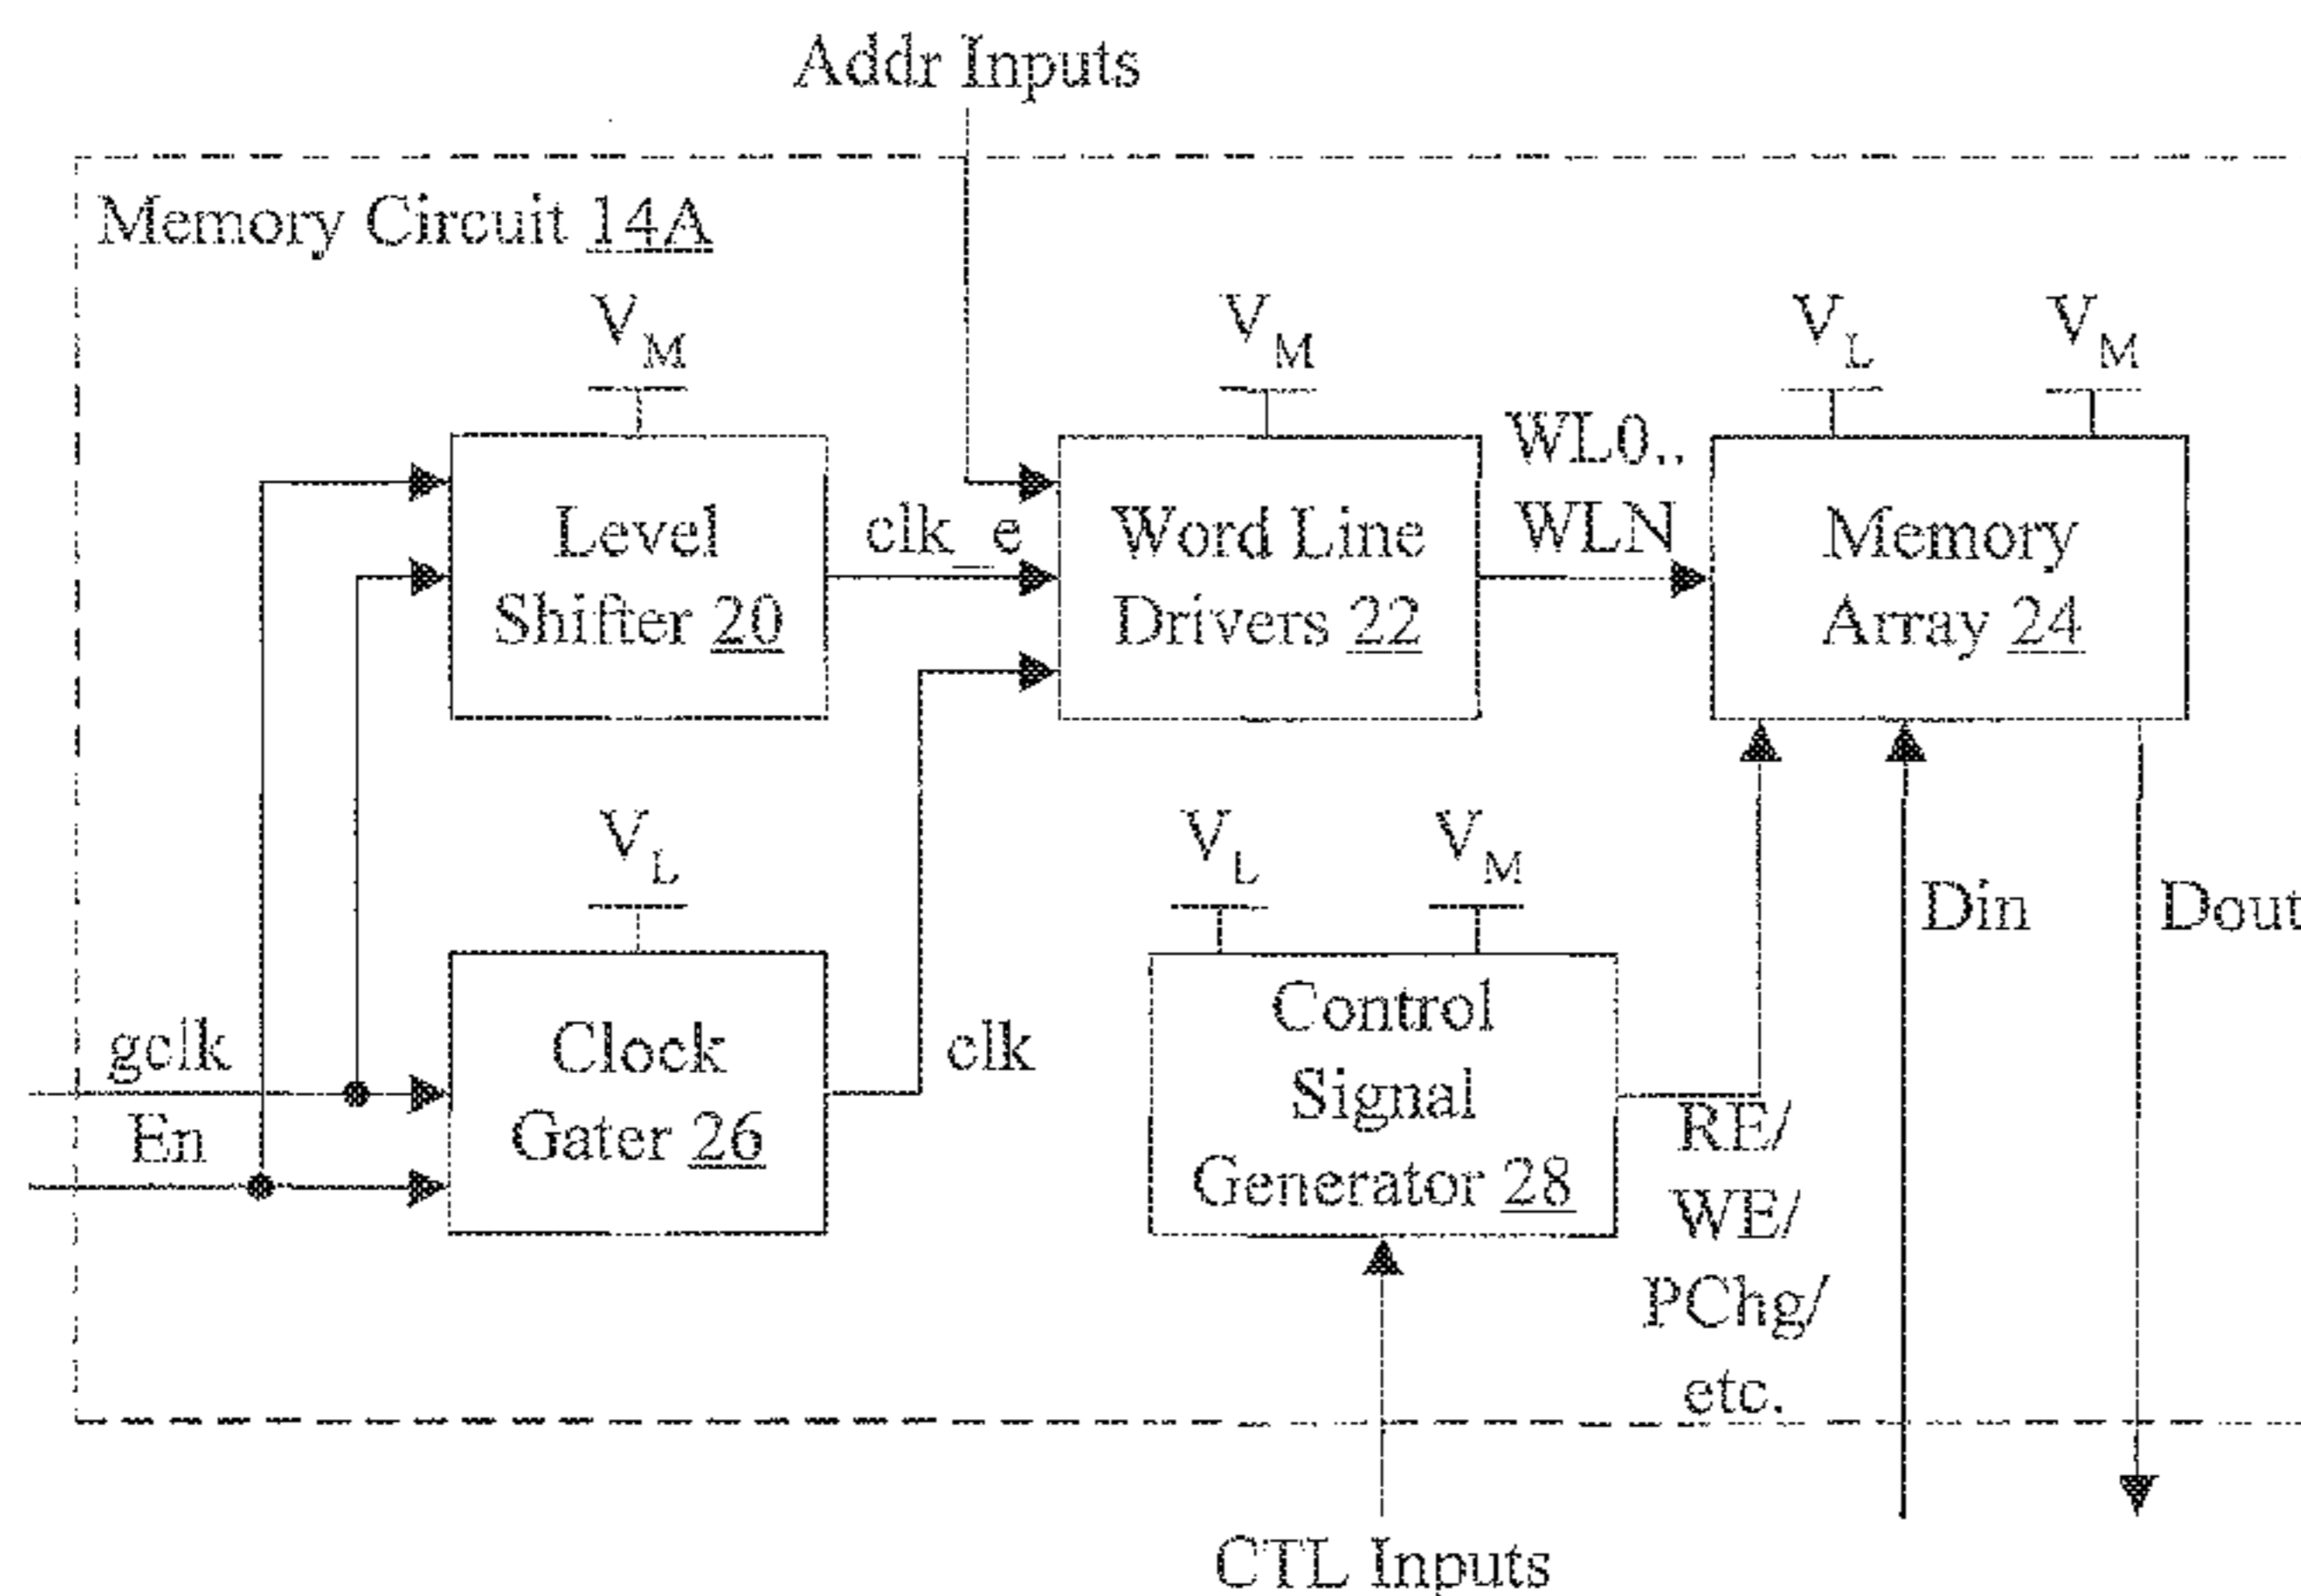 Addr Inputs
Memory Circuit 14A
VM
VM
VL
VM
Level
Shifter 20
clk_e
Word Line
Drivers 22
WL0..
WLN
Memory
Array 24
VL
VL
VM
Din
Dout
gclk
En
Clock
Gater 26
clk
Control
Signal
Generator 28
RE/
WE/
PChg/
etc.
CTL Inputs